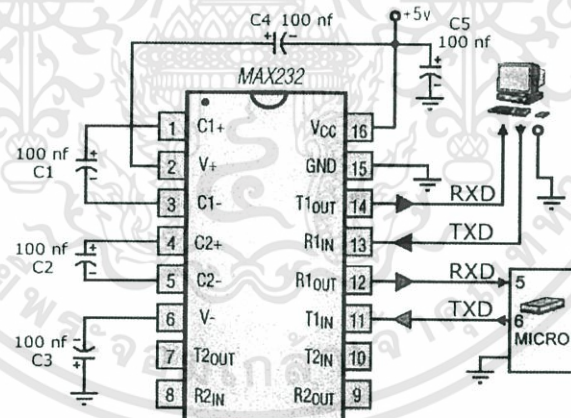 C4 100 nf
+5v
C5
100 nf
MAX232
100 nf
C1
100 nf
C2
100 nf
C3
1 C1+
2 V+
3 C1-
4 C2+
5 C2-
6 V-
7 T2OUT
8 R2IN
VCC 16
GND 15
T1OUT 14
R1IN 13
R1OUT 12
T1IN 11
T2IN 10
R2OUT 9
RXD
TXD
RXD
TXD
5
6
MICRO